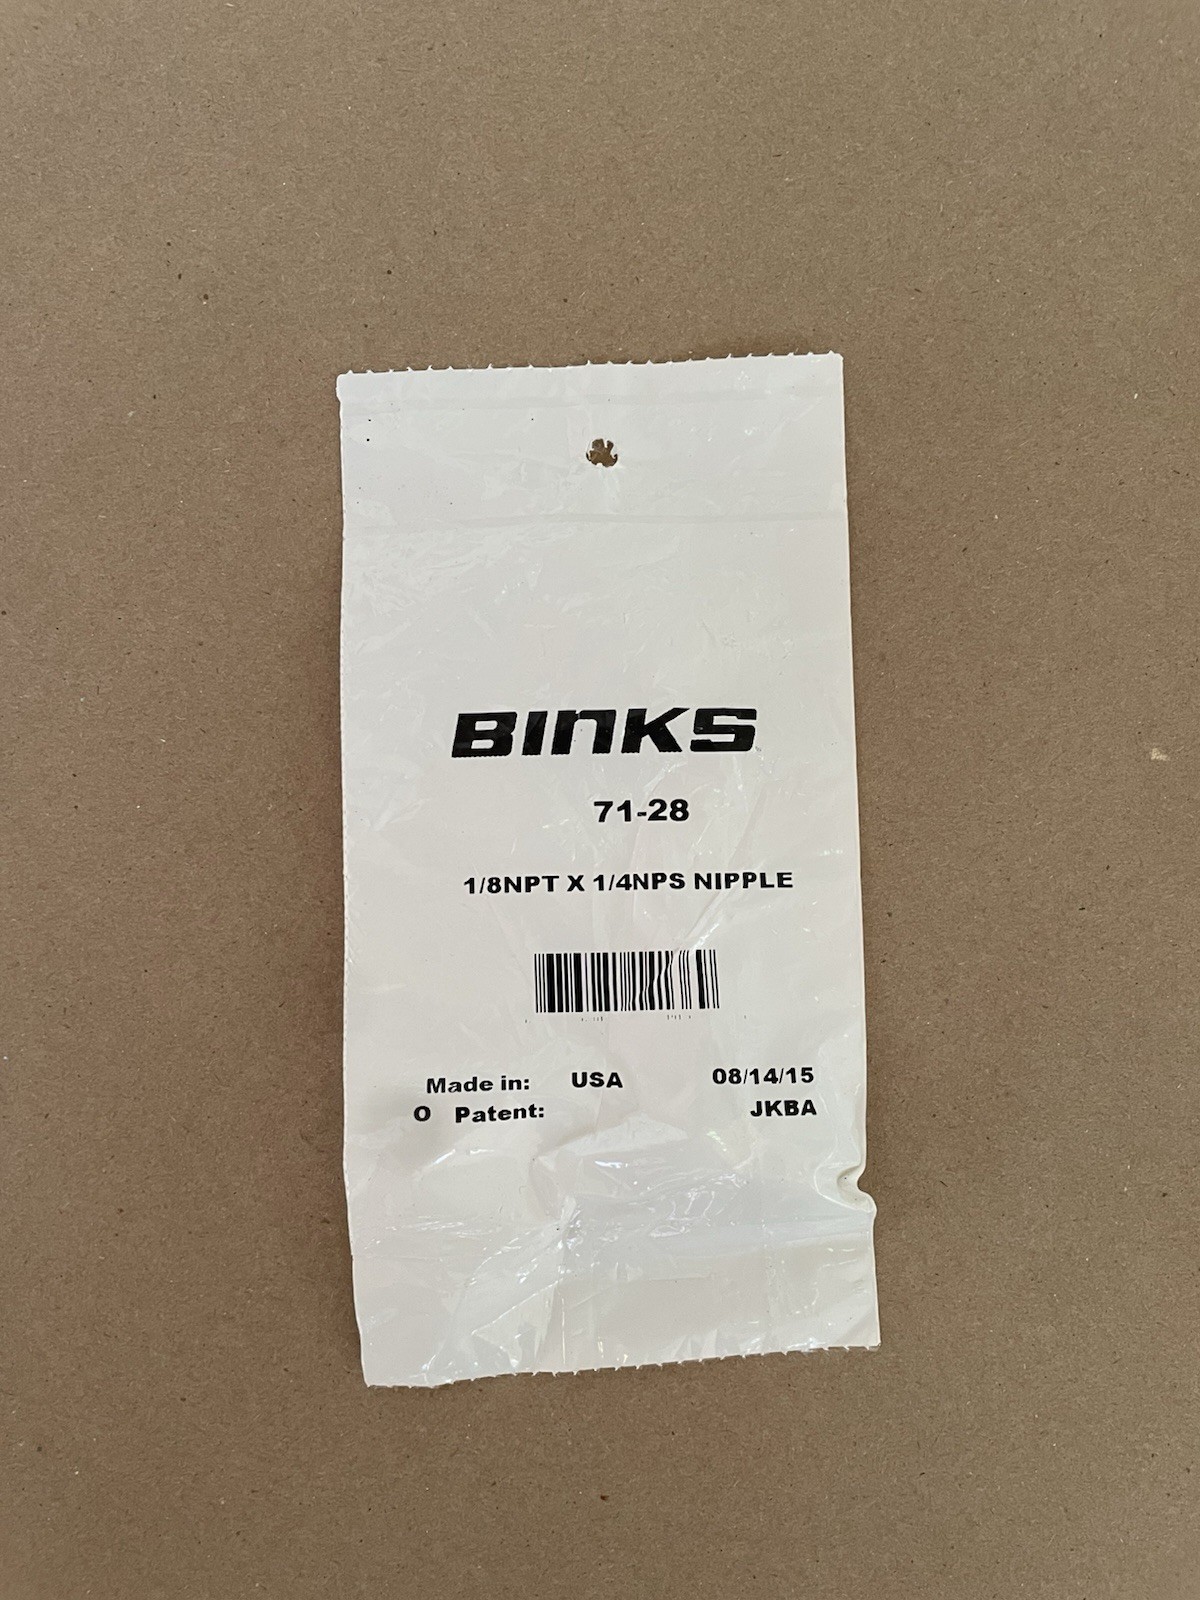 BINKS
71-28
1/8NPT X 1/4NPS NIPPLE
Made in: USA 08/14/15
O Patent: JKBA